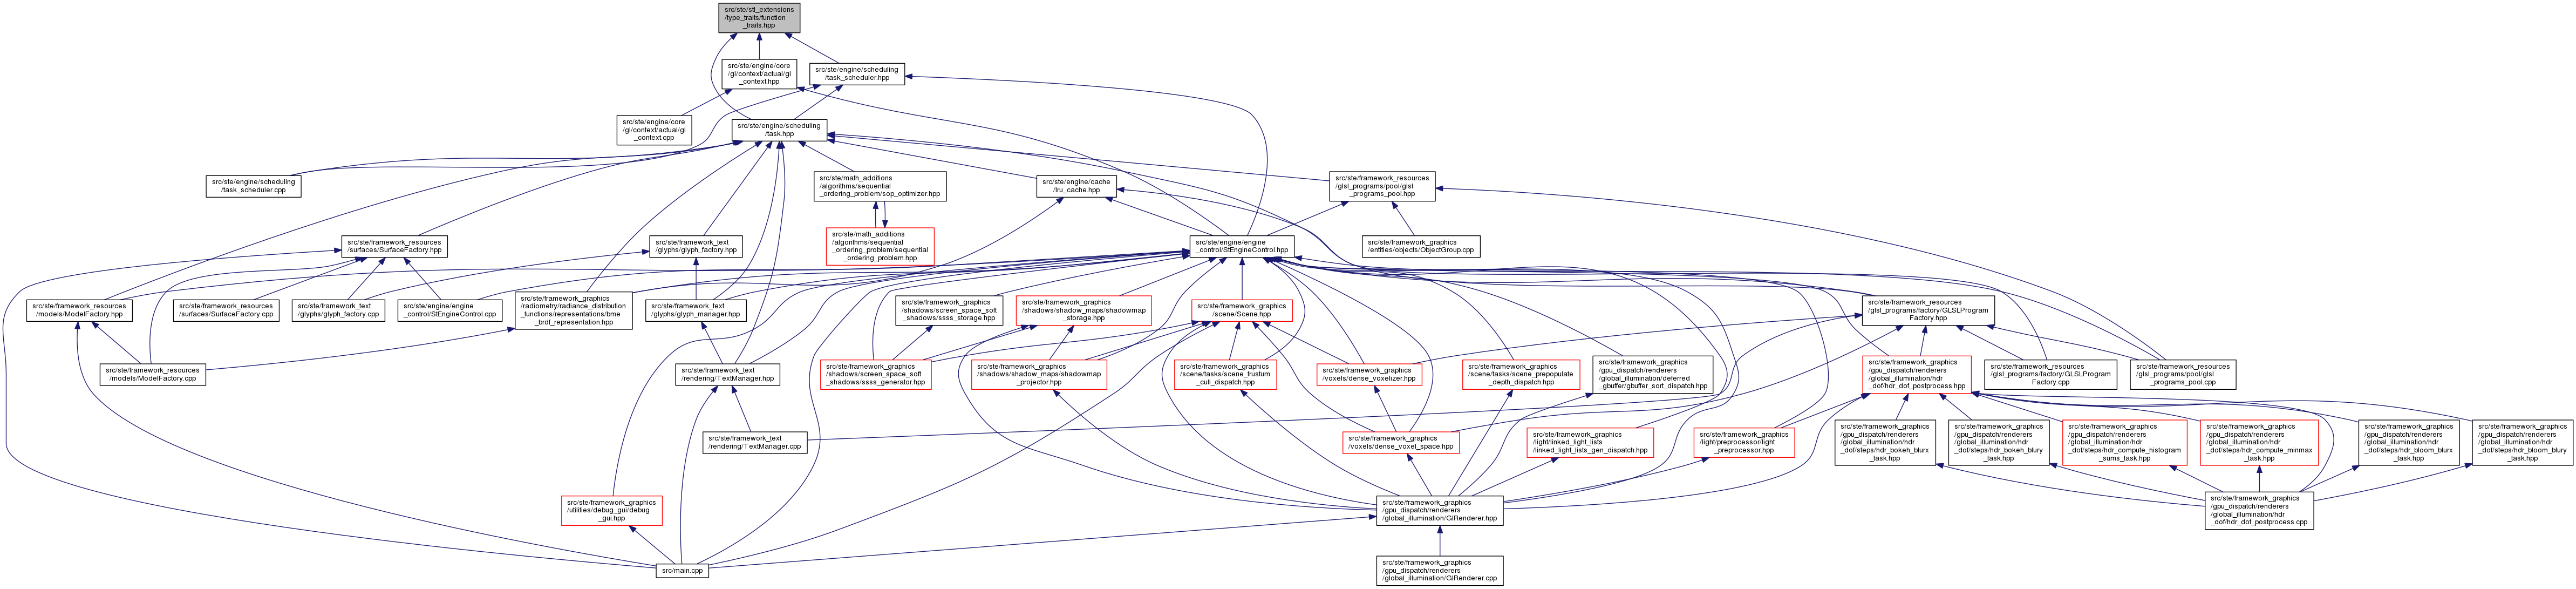 src/ste/stl_extensions
/type_traits/function
_traits.hpp
src/ste/engine/core
/gl/context/actual/gl
_context.hpp
src/ste/engine/scheduling
/task_scheduler.hpp
src/ste/engine/core
/gl/context/actual/gl
_context.cpp
src/ste/engine/scheduling
/task.hpp
src/ste/engine/scheduling
/task_scheduler.cpp
src/ste/math_additions
/algorithms/sequential
_ordering_problem/sop_optimizer.hpp
src/ste/engine/cache
/lru_cache.hpp
src/ste/framework_resources
/glsl_programs/pool/glsl
_programs_pool.hpp
src/ste/framework_resources
/surfaces/SurfaceFactory.hpp
src/ste/framework_text
/glyphs/glyph_factory.hpp
src/ste/math_additions
/algorithms/sequential
_ordering_problem/sequential
_ordering_problem.hpp
src/ste/engine/engine
_control/StEngineControl.hpp
src/ste/framework_graphics
/entities/objects/ObjectGroup.cpp
src/ste/framework_resources
/models/ModelFactory.hpp
src/ste/framework_resources
/surfaces/SurfaceFactory.cpp
src/ste/framework_text
/glyphs/glyph_factory.cpp
src/ste/engine/engine
_control/StEngineControl.cpp
src/ste/framework_graphics
/radiometry/radiance_distribution
_functions/representations/bme
_brdf_representation.hpp
src/ste/framework_text
/glyphs/glyph_manager.hpp
src/ste/framework_graphics
/shadows/screen_space_soft
_shadows/ssss_storage.hpp
src/ste/framework_graphics
/shadows/shadow_maps/shadowmap
_storage.hpp
src/ste/framework_graphics
/scene/Scene.hpp
src/ste/framework_resources
/glsl_programs/factory/GLSLProgram
Factory.hpp
src/ste/framework_resources
/models/ModelFactory.cpp
src/ste/framework_text
/rendering/TextManager.hpp
src/ste/framework_graphics
/shadows/screen_space_soft
_shadows/ssss_generator.hpp
src/ste/framework_graphics
/shadows/shadow_maps/shadowmap
_projector.hpp
src/ste/framework_graphics
/scene/tasks/scene_frustum
_cull_dispatch.hpp
src/ste/framework_graphics
/voxels/dense_voxelizer.hpp
src/ste/framework_graphics
/scene/tasks/scene_prepopulate
_depth_dispatch.hpp
src/ste/framework_graphics
/gpu_dispatch/renderers
/global_illumination/deferred
_gbuffer/gbuffer_sort_dispatch.hpp
src/ste/framework_graphics
/gpu_dispatch/renderers
/global_illumination/hdr
_dof/hdr_dof_postprocess.hpp
src/ste/framework_resources
/glsl_programs/factory/GLSLProgram
Factory.cpp
src/ste/framework_resources
/glsl_programs/pool/glsl
_programs_pool.cpp
src/ste/framework_text
/rendering/TextManager.cpp
src/ste/framework_graphics
/voxels/dense_voxel_space.hpp
src/ste/framework_graphics
/light/linked_light_lists
/linked_light_lists_gen_dispatch.hpp
src/ste/framework_graphics
/light/preprocessor/light
_preprocessor.hpp
src/ste/framework_graphics
/gpu_dispatch/renderers
/global_illumination/hdr
_dof/steps/hdr_bokeh_blurx
_task.hpp
src/ste/framework_graphics
/gpu_dispatch/renderers
/global_illumination/hdr
_dof/steps/hdr_bokeh_blury
_task.hpp
src/ste/framework_graphics
/gpu_dispatch/renderers
/global_illumination/hdr
_dof/steps/hdr_compute_histogram
_sums_task.hpp
src/ste/framework_graphics
/gpu_dispatch/renderers
/global_illumination/hdr
_dof/steps/hdr_compute_minmax
_task.hpp
src/ste/framework_graphics
/gpu_dispatch/renderers
/global_illumination/hdr
_dof/steps/hdr_bloom_blurx
_task.hpp
src/ste/framework_graphics
/gpu_dispatch/renderers
/global_illumination/hdr
_dof/steps/hdr_bloom_blury
_task.hpp
src/ste/framework_graphics
/utilities/debug_gui/debug
_gui.hpp
src/ste/framework_graphics
/gpu_dispatch/renderers
/global_illumination/GIRenderer.hpp
src/ste/framework_graphics
/gpu_dispatch/renderers
/global_illumination/hdr
_dof/hdr_dof_postprocess.cpp
src/main.cpp
src/ste/framework_graphics
/gpu_dispatch/renderers
/global_illumination/GIRenderer.cpp